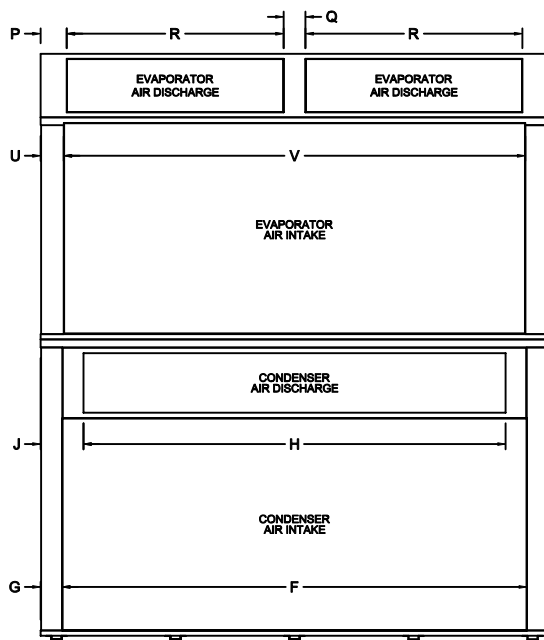 Q
P R R
EVAPORATOR EVAPORATOR
AIR DISCHARGE AIR DISCHARGE
U V
EVAPORATOR
AIR INTAKE
CONDENSER
AIR DISCHARGE
J H
CONDENSER
AIR INTAKE
G F